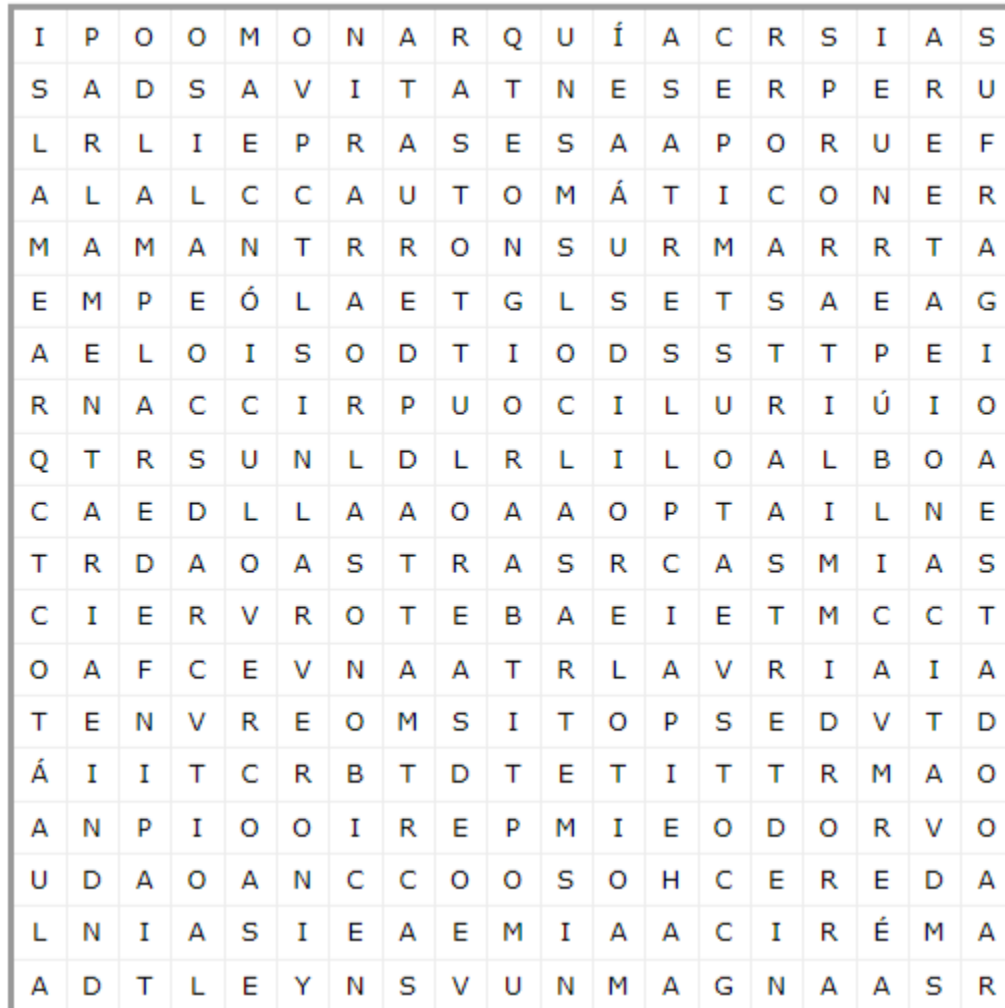 I P O O M O N A R Q U Í A C R S I A S
S A D S A V I T A T N E S E R P E R U
L R L I E P R A S E S A A P O R U E F
A L A L C C A U T O M Á T I C O N E R
M A M A N T R R O N S U R M A R R T A
E M P E Ó L A E T G L S E T S A E A G
A E L O I S O D T I O D S S T T P E I
R N A C C I R P U O C I L U R I Ú I O
Q T R S U N L D L R L I L O A L B O A
C A E D L L A A O A A O P T A I L N E
T R D A O A S T R A S R C A S M I A S
C I E R V R O T E B A E I E T M C C T
O A F C E V N A A T R L A V R I A I A
T E N V R E O M S I T O P S E D V T D
Á I I T C R B T D T E T I T T R M A O
A N P I O O I R E P M I E O D O R V O
U D A O A N C C O O S O H C E R E D A
L N I A S I E A E M I A A C I R É M A
A D T L E Y N S V U N M A G N A A S R